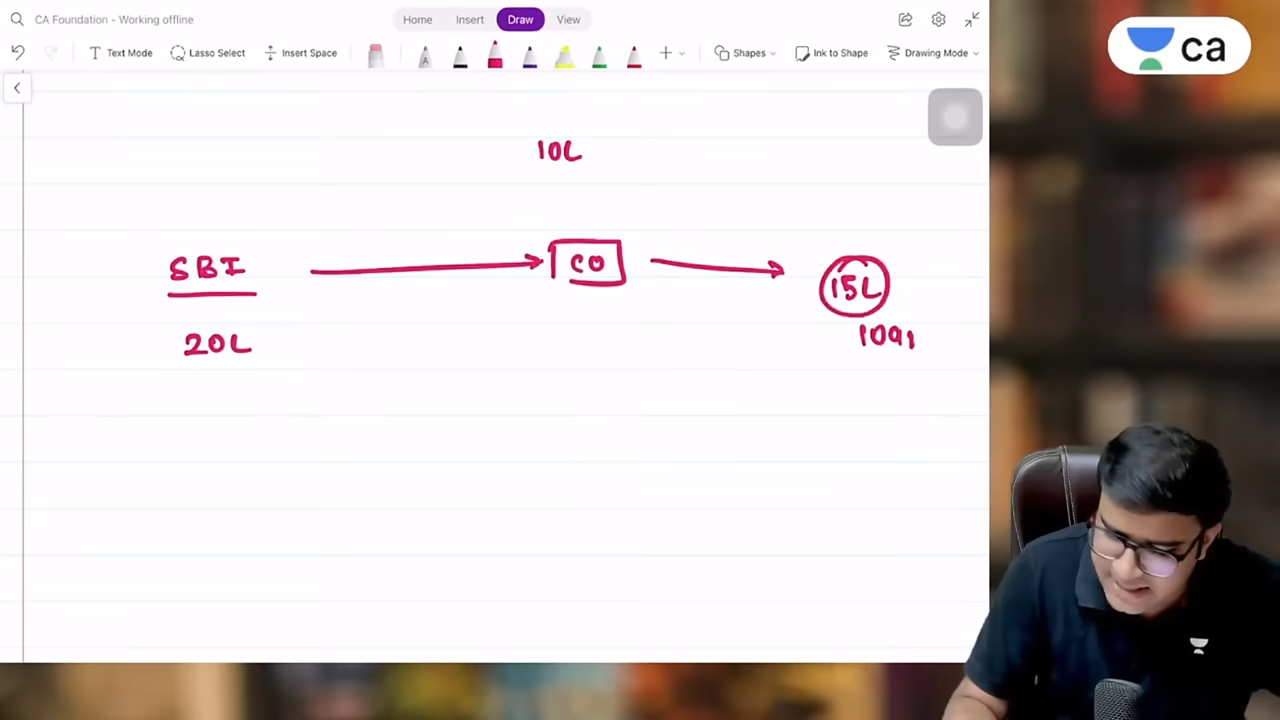 CA Foundation - Working offline
Home Insert Draw View
Text Mode Lasso Select Insert Space Shapes Ink to Shape Drawing Mode
ca
10L
SBI CO 15L
20L